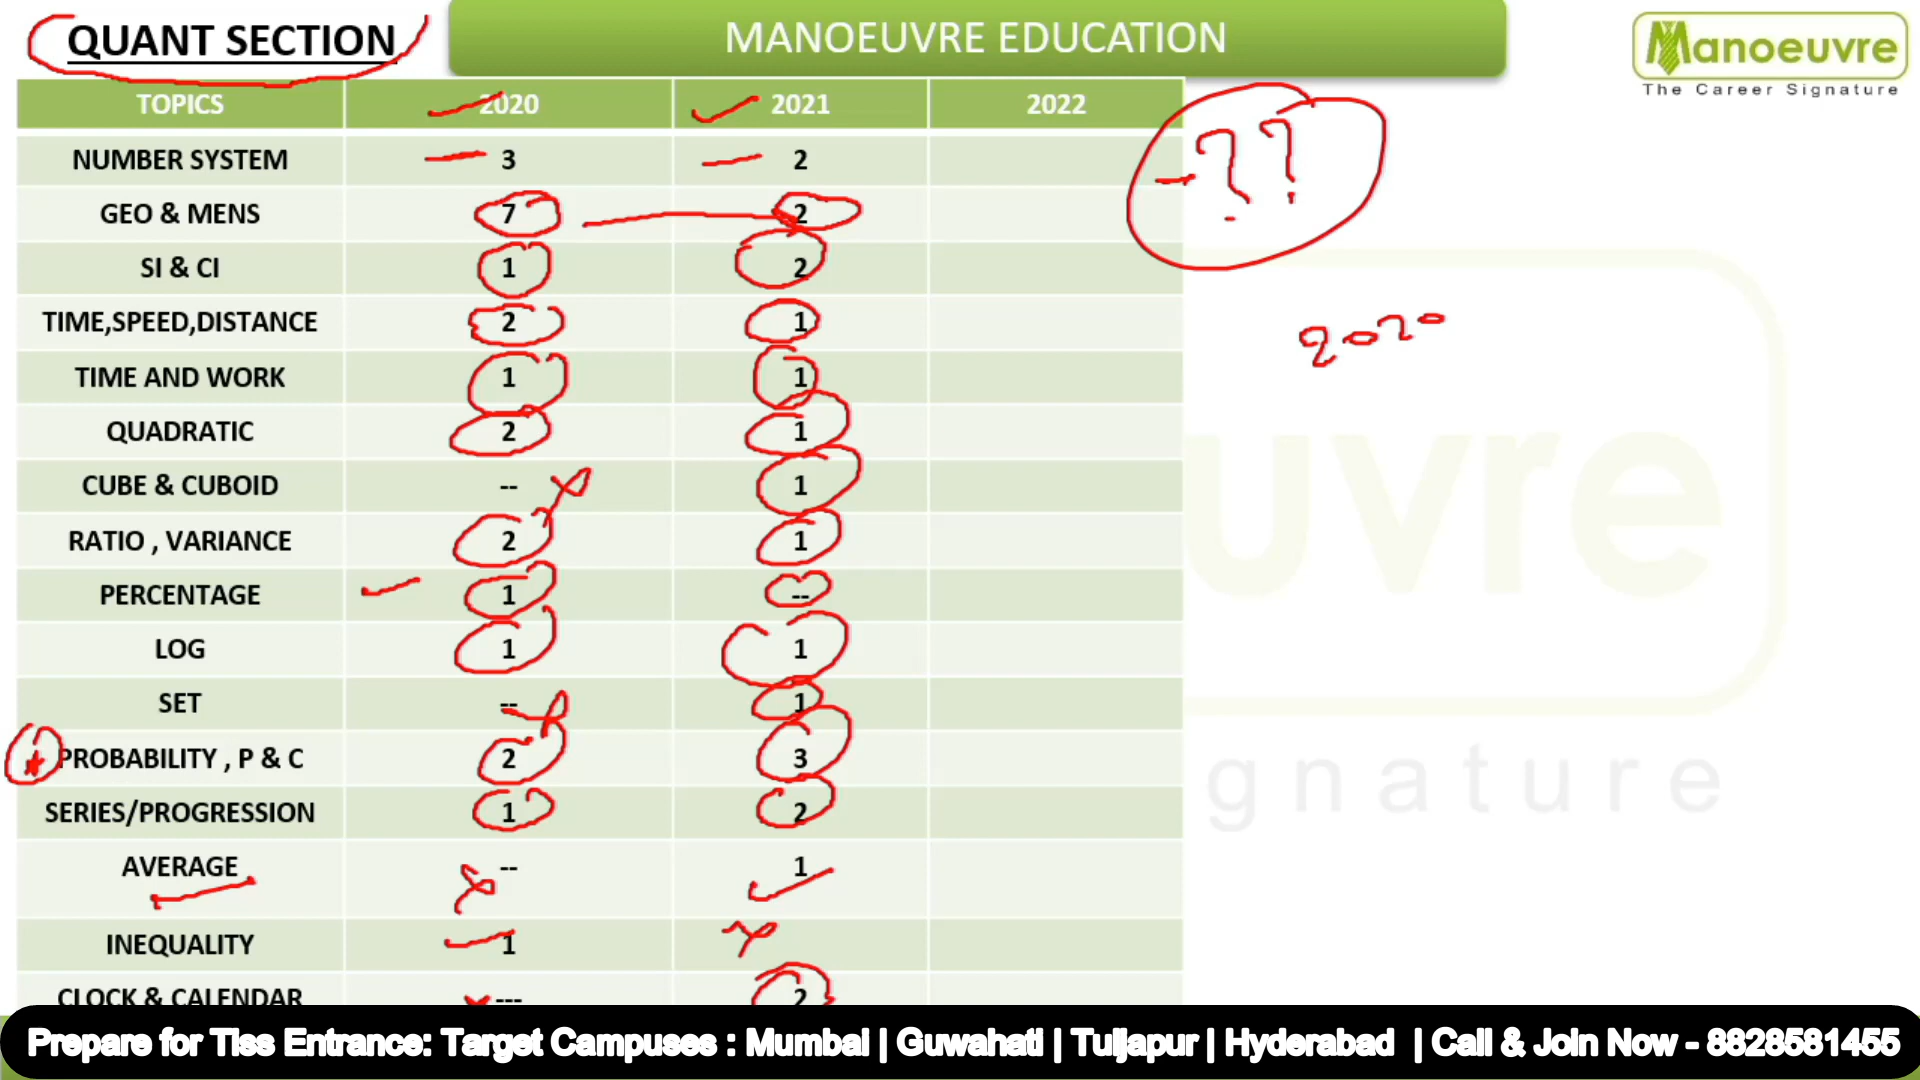 QUANT SECTION
MANOEUVRE EDUCATION
Manoeuvre
The Career Signature
TOPICS 2020 2021 2022
NUMBER SYSTEM 3 2
GEO & MENS 7 2
SI & CI 1 2
TIME,SPEED,DISTANCE 2 1
TIME AND WORK 1 1
QUADRATIC 2 1
CUBE & CUBOID -- 1
RATIO , VARIANCE 2 1
PERCENTAGE 1 --
LOG 1 1
SET -- 1
PROBABILITY , P & C 2 3
SERIES/PROGRESSION 1 2
AVERAGE -- 1
INEQUALITY 1
CLOCK & CALENDAR --- 2
- ? ?
2020
uvre
gnature
Prepare for Tiss Entrance: Target Campuses : Mumbai | Guwahati | Tuljapur | Hyderabad | Call & Join Now - 8828581455